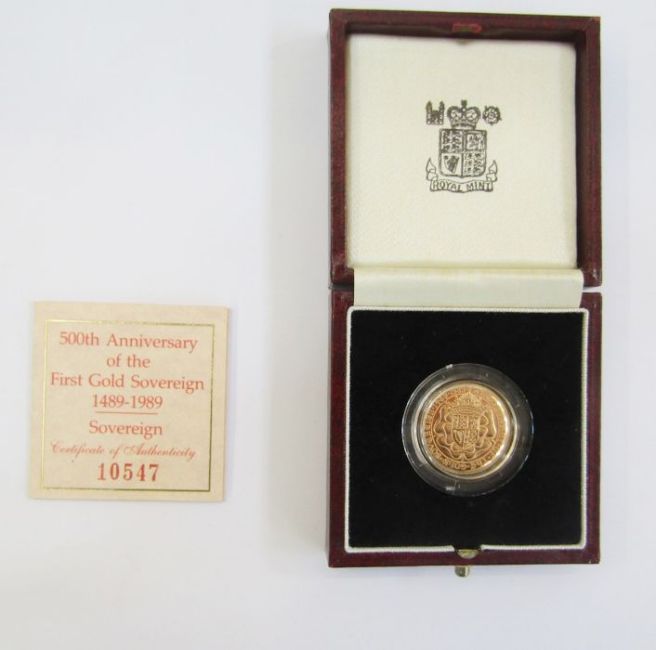 ROYAL MINT
500th Anniversary
of the
First Gold Sovereign
1489-1989
Sovereign
Certificate of Authenticity
10547